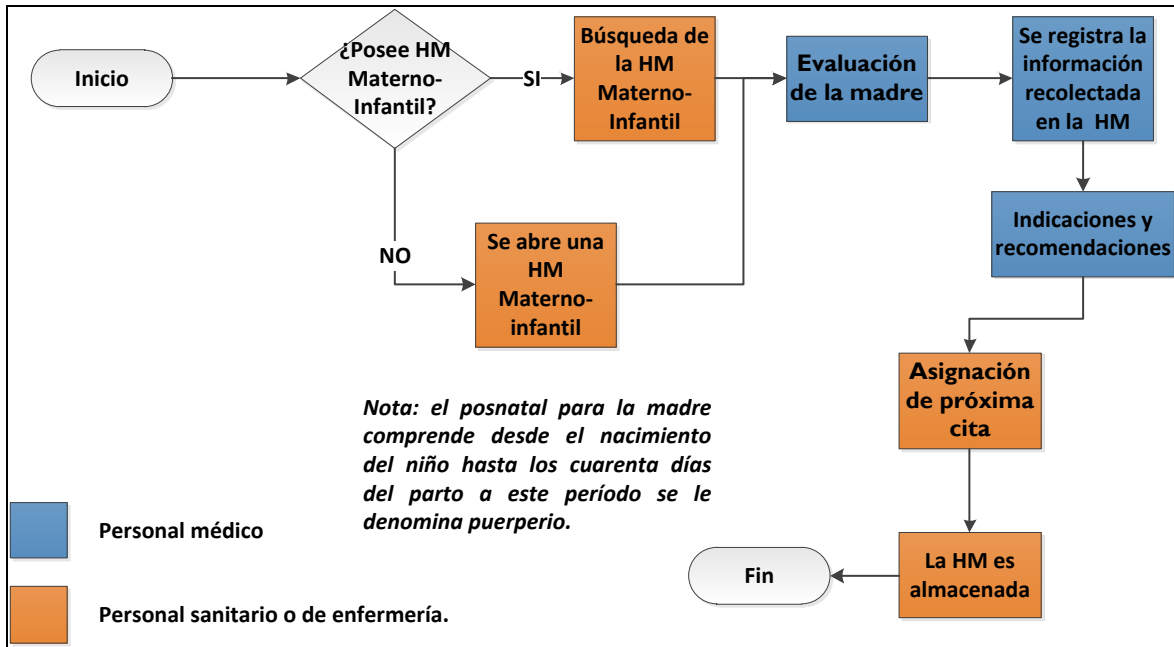 Inicio
¿Posee HM
Materno-
Infantil?
SI
Búsqueda de
la HM
Materno-
Infantil
Evaluación
de la madre
Se registra la
información
recolectada
en la HM
NO
Se abre una
HM
Materno-
infantil
Indicaciones y
recomendaciones
Asignación
de próxima
cita
Nota: el posnatal para la madre
comprende desde el nacimiento
del niño hasta los cuarenta días
del parto a este período se le
denomina puerperio.
La HM es
almacenada
Fin
Personal médico
Personal sanitario o de enfermería.